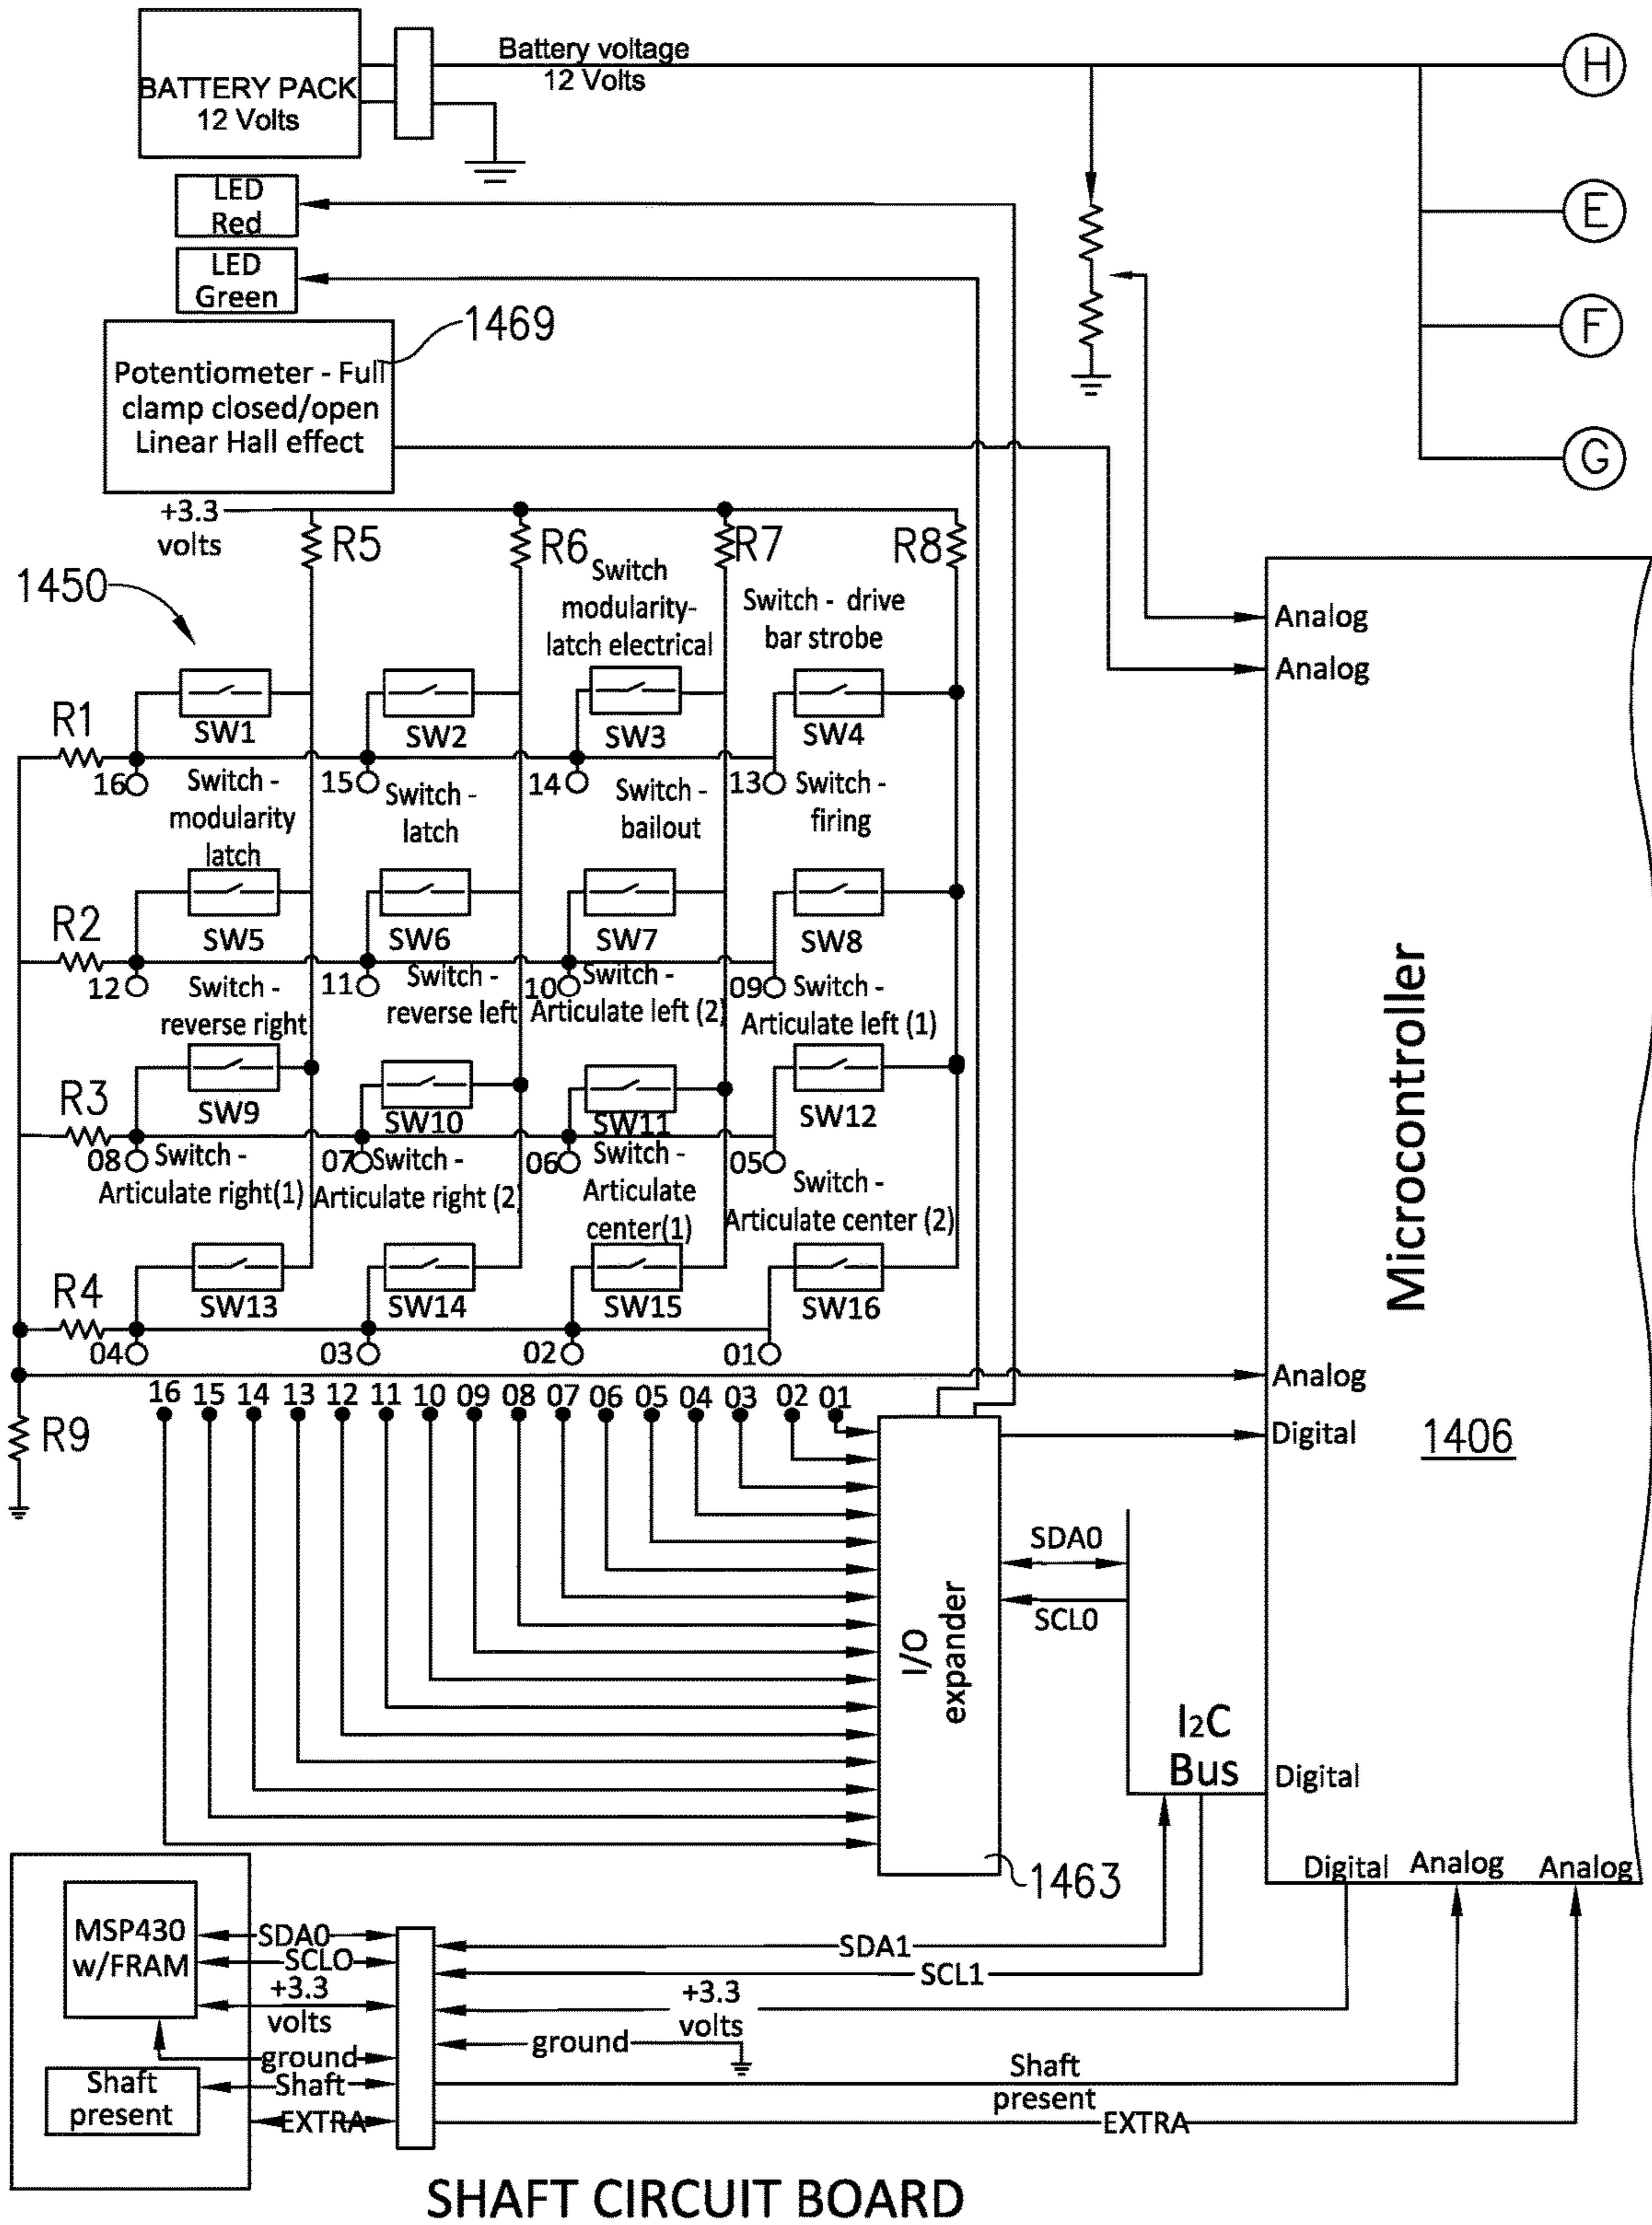 BATTERY PACK
12 Volts
Battery voltage
12 Volts
H
LED
Red
E
LED
Green
1469
F
Potentiometer - Full
clamp closed/open
Linear Hall effect
G
+3.3
volts
R5
R6
R7
R8
1450
Switch
modularity-
latch electrical
Switch - drive
bar strobe
Analog
Analog
R1
SW1
SW2
SW3
SW4
16
15
14
13
Switch -
modularity
latch
Switch -
latch
Switch -
bailout
Switch -
firing
R2
SW5
SW6
SW7
SW8
12
11
10
09
Switch -
reverse right
Switch -
reverse left
Switch -
Articulate left (2)
Switch -
Articulate left (1)
Microcontroller
1406
R3
SW9
SW10
SW11
SW12
08
07
06
05
Switch -
Articulate right(1)
Switch -
Articulate right (2)
Switch -
Articulate
center(1)
Switch -
Articulate center (2)
R4
SW13
SW14
SW15
SW16
04
03
02
01
Analog
16 15 14 13 12 11 10 09 08 07 06 05 04 03 02 01
R9
Digital
I/O
expander
SDA0
SCL0
I2C
Bus
Digital
1463
Digital Analog Analog
MSP430
w/FRAM
SDA0
SCLO
+3.3
volts
ground
Shaft
present
Shaft
EXTRA
SDA1
SCL1
+3.3
volts
ground
Shaft
present
EXTRA
SHAFT CIRCUIT BOARD